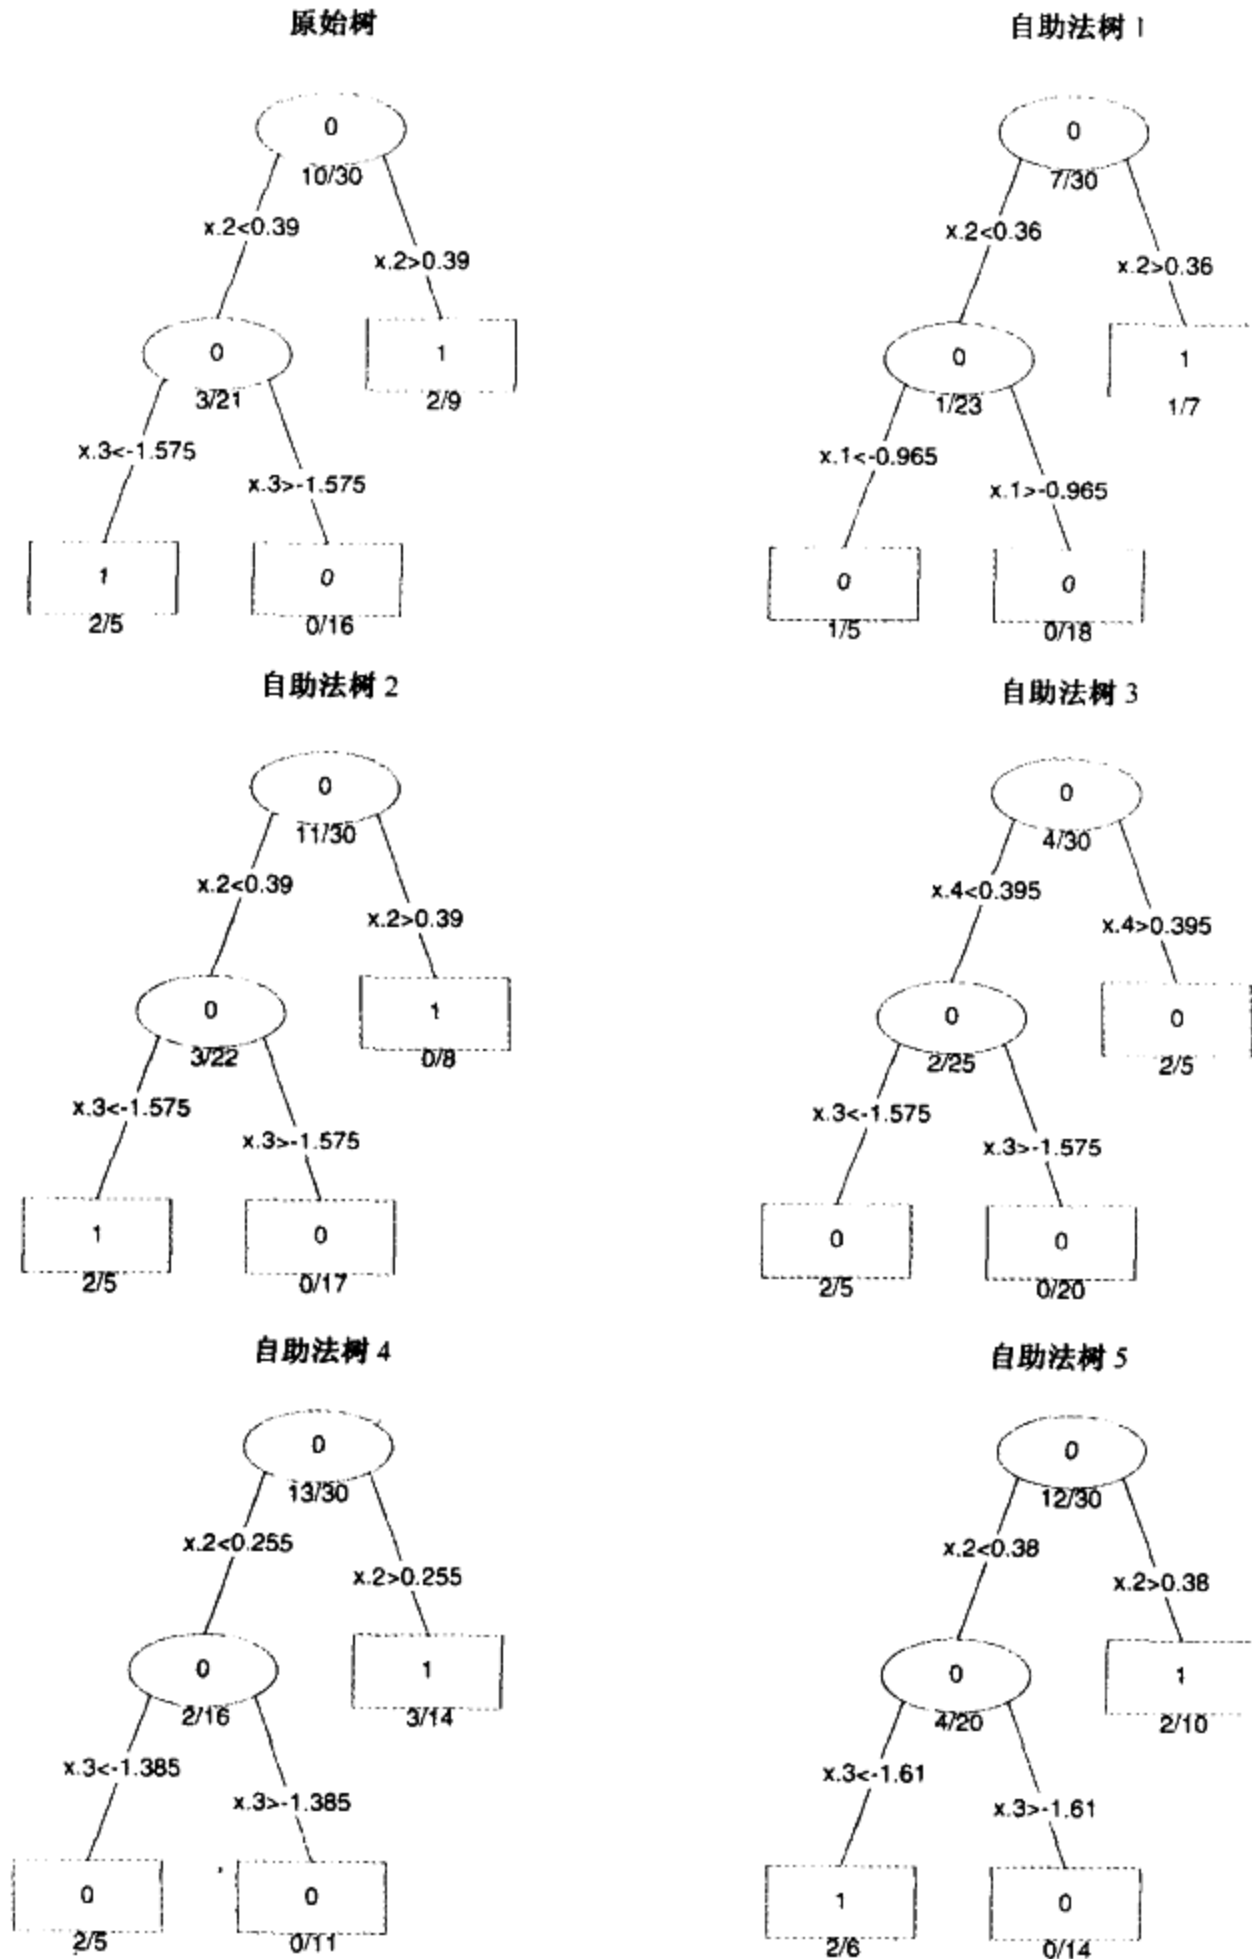 原始树
0
10/30
x.2<0.39
x.2>0.39
0
3/21
1
2/9
x.3<-1.575
x.3>-1.575
1
2/5
0
0/16
自助法树 1
0
7/30
x.2<0.36
x.2>0.36
0
1/23
1
1/7
x.1<-0.965
x.1>-0.965
0
1/5
0
0/18
自助法树 2
0
11/30
x.2<0.39
x.2>0.39
0
3/22
1
0/8
x.3<-1.575
x.3>-1.575
1
2/5
0
0/17
自助法树 3
0
4/30
x.4<0.395
x.4>0.395
0
2/25
0
2/5
x.3<-1.575
x.3>-1.575
0
2/5
0
0/20
自助法树 4
0
13/30
x.2<0.255
x.2>0.255
0
2/16
1
3/14
x.3<-1.385
x.3>-1.385
0
2/5
0
0/11
自助法树 5
0
12/30
x.2<0.38
x.2>0.38
0
4/20
1
2/10
x.3<-1.61
x.3>-1.61
1
2/6
0
0/14